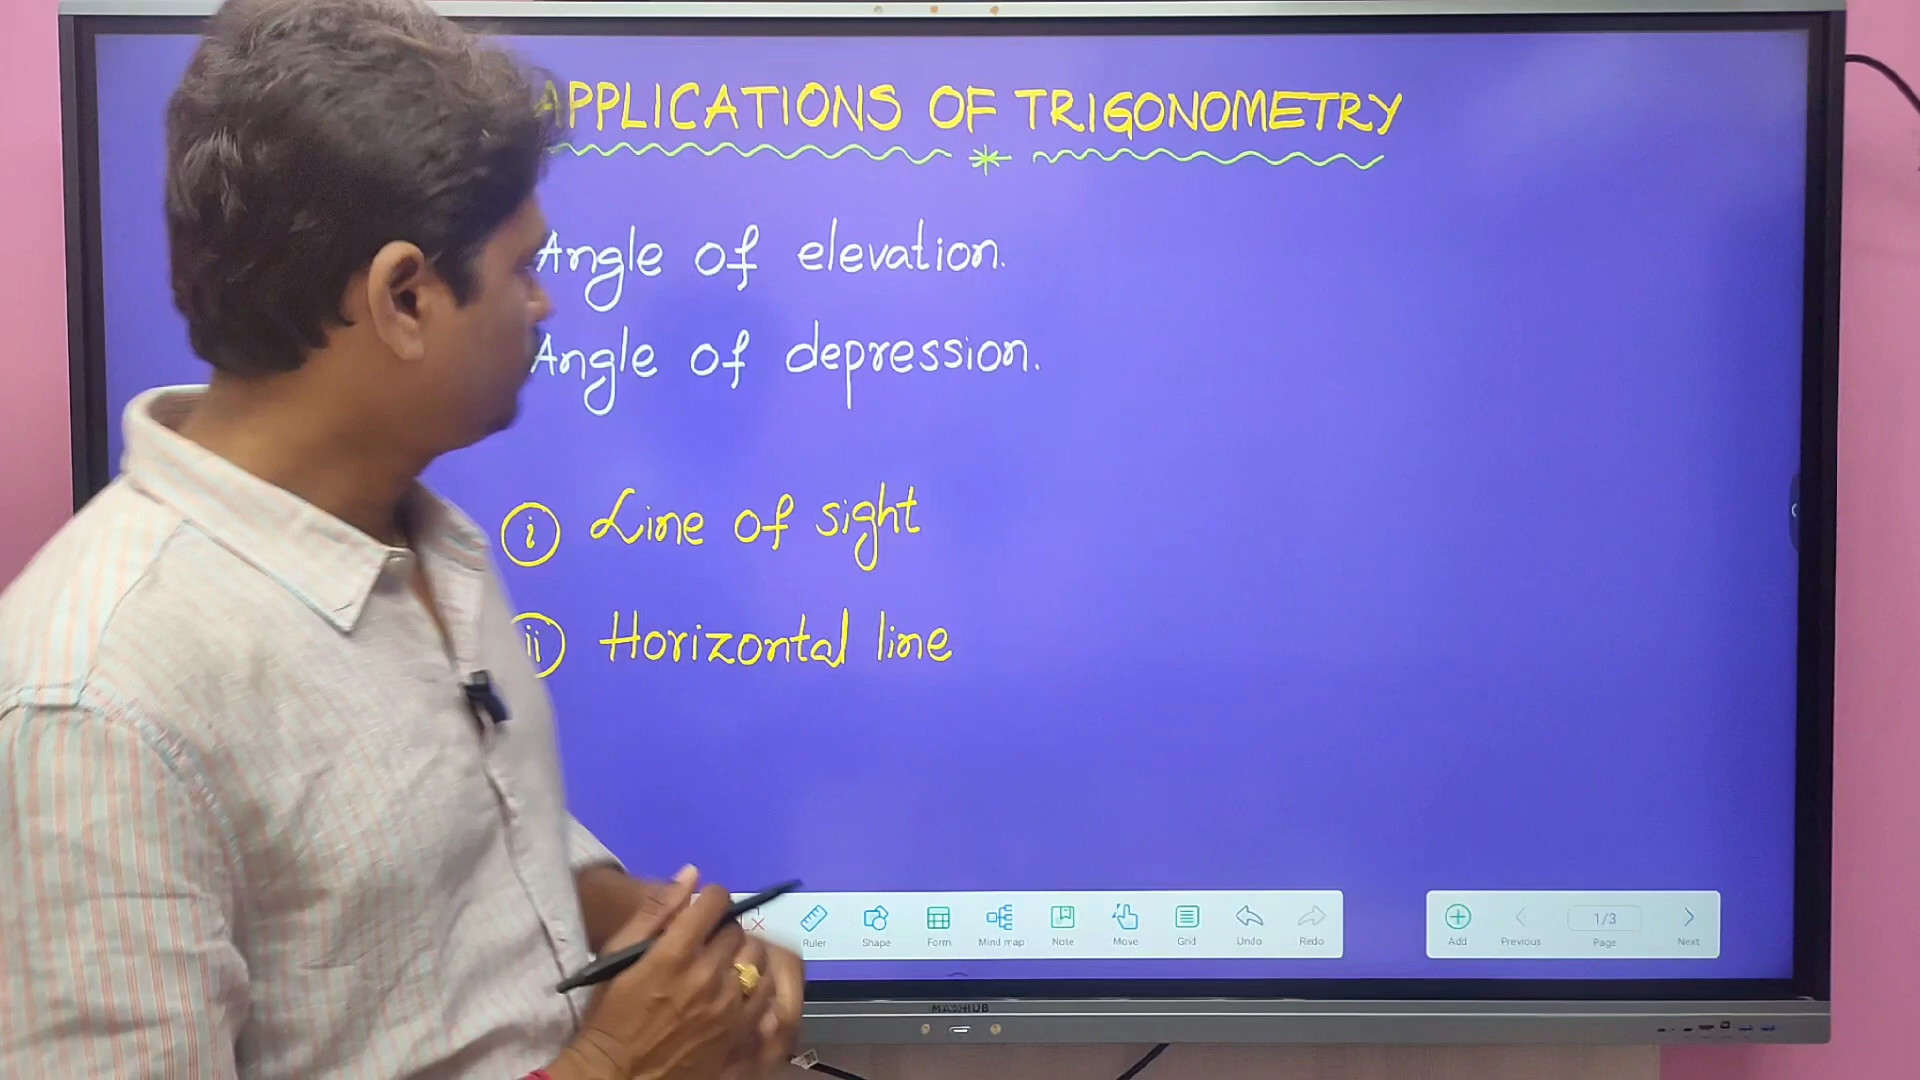 APPLICATIONS OF TRIGONOMETRY
Angle of elevation.
Angle of depression.
i Line of sight
ii Horizontal line
Ruler Shape Form Mind map Note Move Grid Undo Redo
Add Previous 1/3 Page Next
MAXHUB